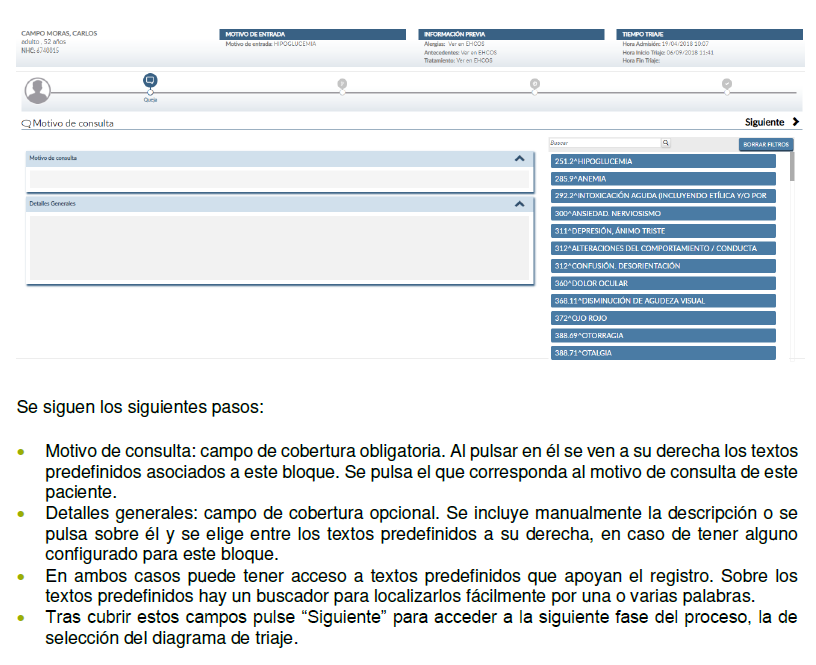 CAMPO MORAS, CARLOS
adulto , 52 años
NHC: 6740015
MOTIVO DE ENTRADA
Motivo de entrada: HIPOGLUCEMIA
INFORMACIÓN PREVIA
Alergias: Ver en EHCOS
Antecedentes: Ver en EHCOS
Tratamiento: Ver en EHCOS
TIEMPO TRIAJE
Hora Admisión: 19/04/2018 10:07
Hora Inicio Triaje: 06/09/2018 11:41
Hora Fin Triaje:
Queja
Motivo de consulta
Siguiente
Motivo de consulta
Detalles Generales
Buscar
BORRAR FILTROS
251.2^HIPOGLUCEMIA
285.9^ANEMIA
292.2^INTOXICACIÓN AGUDA (INCLUYENDO ETÍLICA Y/O POR
300^ANSIEDAD. NERVIOSISMO
311^DEPRESIÓN, ÁNIMO TRISTE
312^ALTERACIONES DEL COMPORTAMIENTO / CONDUCTA
312^CONFUSIÓN, DESORIENTACIÓN
360^DOLOR OCULAR
368.11^DISMINUCIÓN DE AGUDEZA VISUAL
372^OJO ROJO
388.69^OTORRAGIA
388.71^OTALGIA
Se siguen los siguientes pasos:
• Motivo de consulta: campo de cobertura obligatoria. Al pulsar en él se ven a su derecha los textos
predefinidos asociados a este bloque. Se pulsa el que corresponda al motivo de consulta de este
paciente.
• Detalles generales: campo de cobertura opcional. Se incluye manualmente la descripción o se
pulsa sobre él y se elige entre los textos predefinidos a su derecha, en caso de tener alguno
configurado para este bloque.
• En ambos casos puede tener acceso a textos predefinidos que apoyan el registro. Sobre los
textos predefinidos hay un buscador para localizarlos fácilmente por una o varias palabras.
• Tras cubrir estos campos pulse “Siguiente” para acceder a la siguiente fase del proceso, la de
selección del diagrama de triaje.